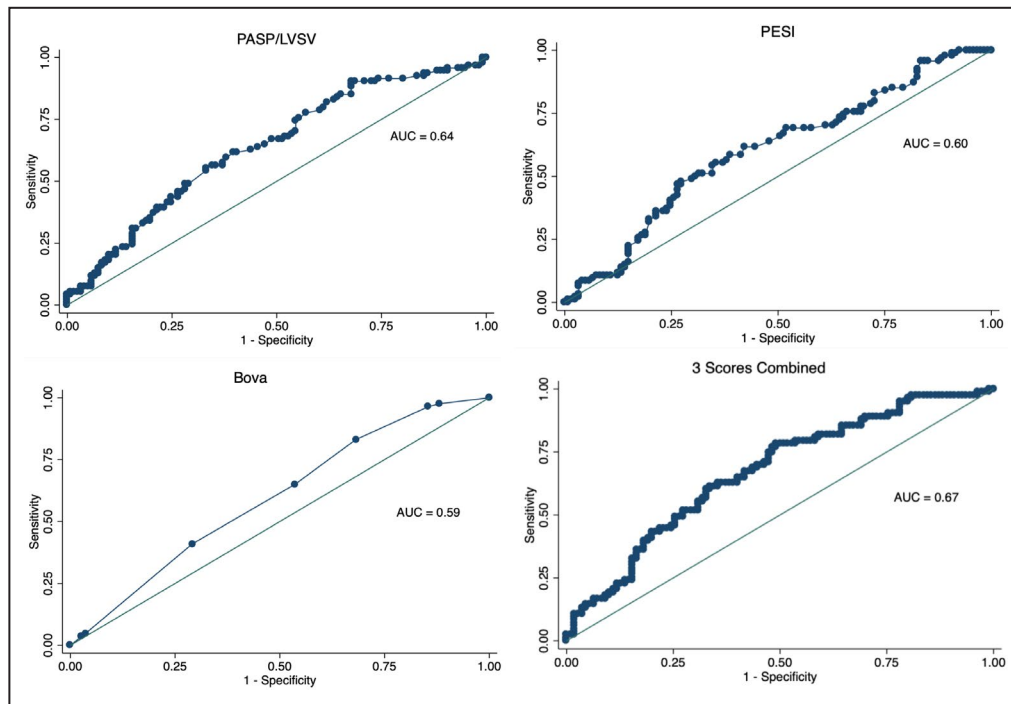 PASP/LVSV
Sensitivity
1.00
0.75
0.50
0.25
0.00
AUC = 0.64
0.00 0.25 0.50 0.75 1.00
1 - Specificity
PESI
Sensitivity
1.00
0.75
0.50
0.25
0.00
AUC = 0.60
0.00 0.25 0.50 0.75 1.00
1 - Specificity
Bova
Sensitivity
1.00
0.75
0.50
0.25
0.00
AUC = 0.59
0.00 0.25 0.50 0.75 1.00
1 - Specificity
3 Scores Combined
Sensitivity
1.00
0.75
0.50
0.25
0.00
AUC = 0.67
0.00 0.25 0.50 0.75 1.00
1 - Specificity